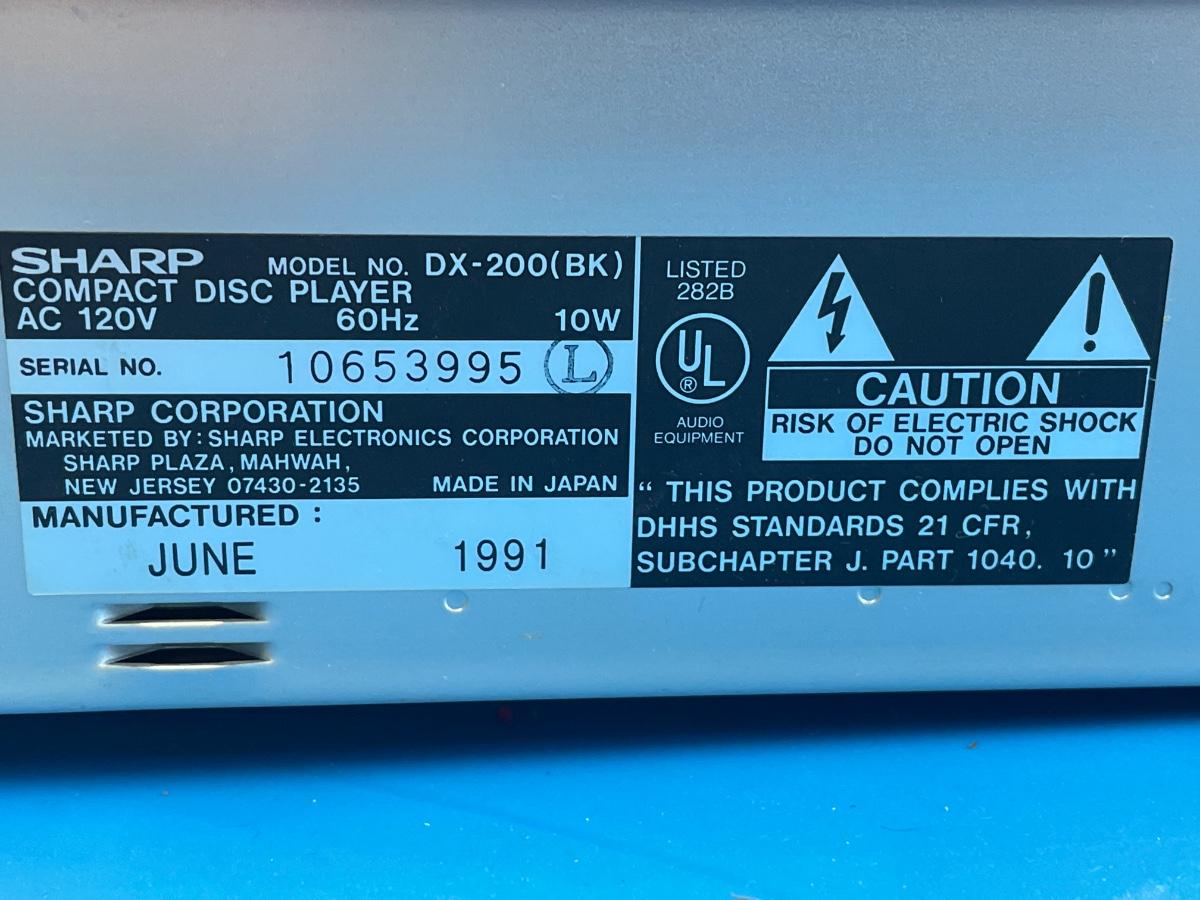 SHARP MODEL NO. DX-200(BK)
COMPACT DISC PLAYER
AC 120V 60Hz 10W
SERIAL NO. 10653995 L
SHARP CORPORATION
MARKETED BY: SHARP ELECTRONICS CORPORATION
SHARP PLAZA, MAHWAH,
NEW JERSEY 07430-2135 MADE IN JAPAN
MANUFACTURED :
JUNE 1991
LISTED
282B
UL ®
AUDIO
EQUIPMENT
CAUTION
RISK OF ELECTRIC SHOCK
DO NOT OPEN
“ THIS PRODUCT COMPLIES WITH
DHHS STANDARDS 21 CFR,
SUBCHAPTER J. PART 1040. 10 ”